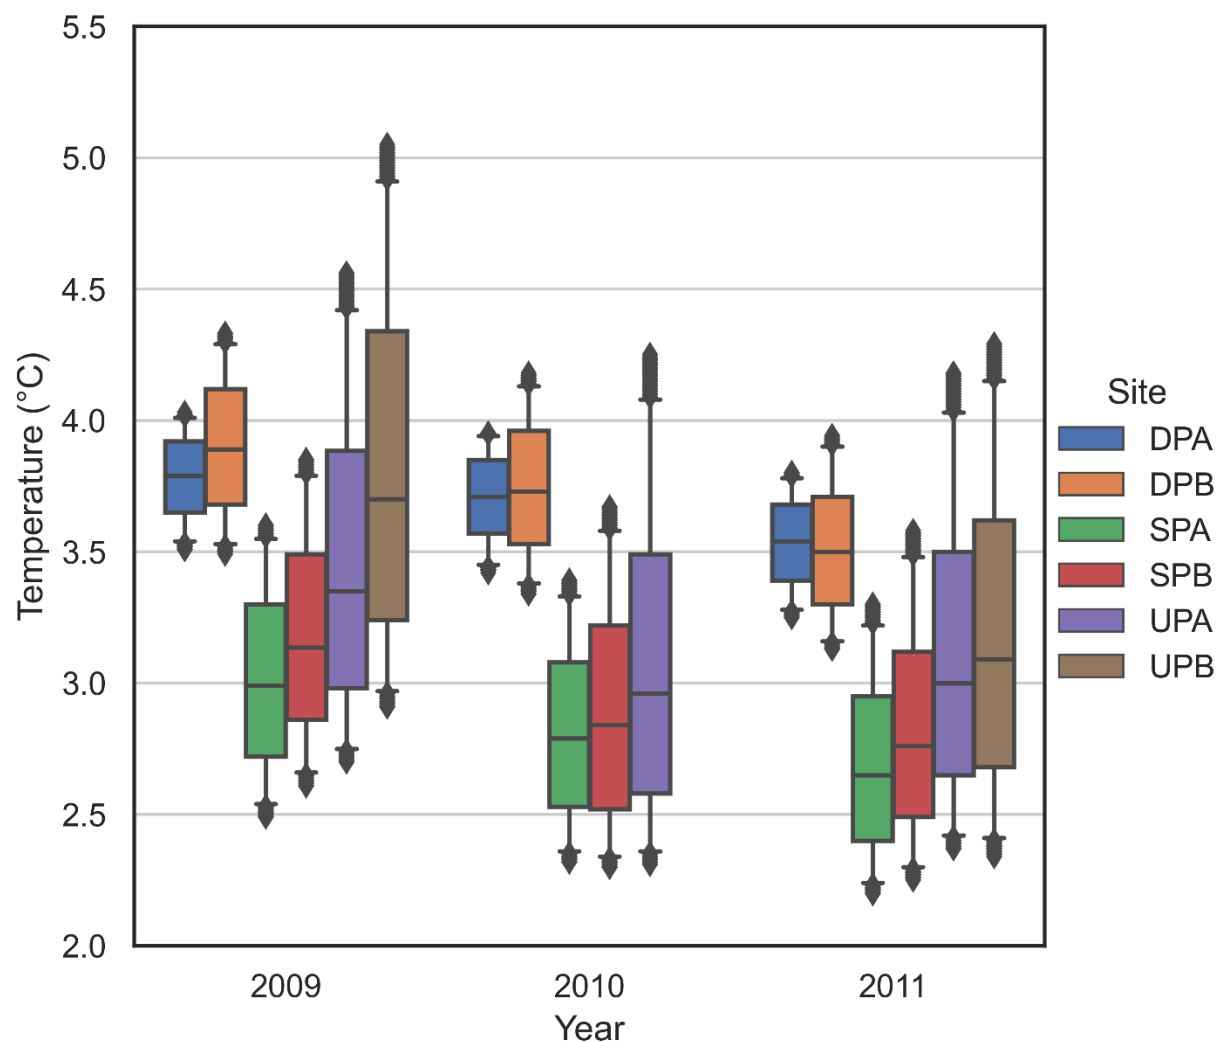 5.5
5.0
4.5
4.0
3.5
3.0
2.5
2.0
Temperature (°C)
2009
2010
2011
Year
Site
DPA
DPB
SPA
SPB
UPA
UPB